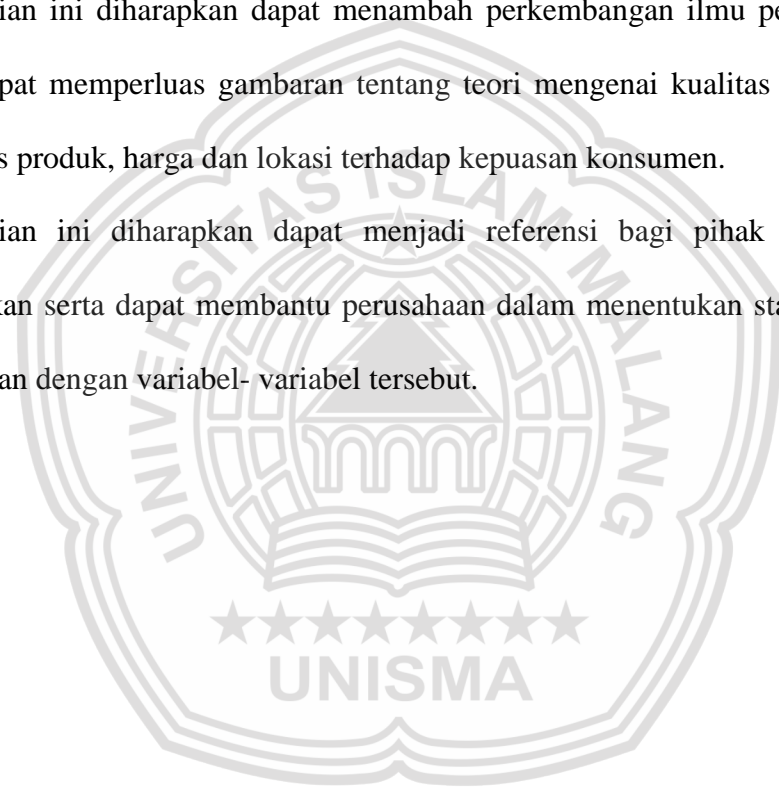 ian ini diharapkan dapat menambah perkembangan ilmu pe
pat memperluas gambaran tentang teori mengenai kualitas
s produk, harga dan lokasi terhadap kepuasan konsumen.
ian ini diharapkan dapat menjadi referensi bagi pihak
kan serta dapat membantu perusahaan dalam menentukan sta
an dengan variabel- variabel tersebut.
UNIVERSITAS ISLAM MALANG
UNISMA